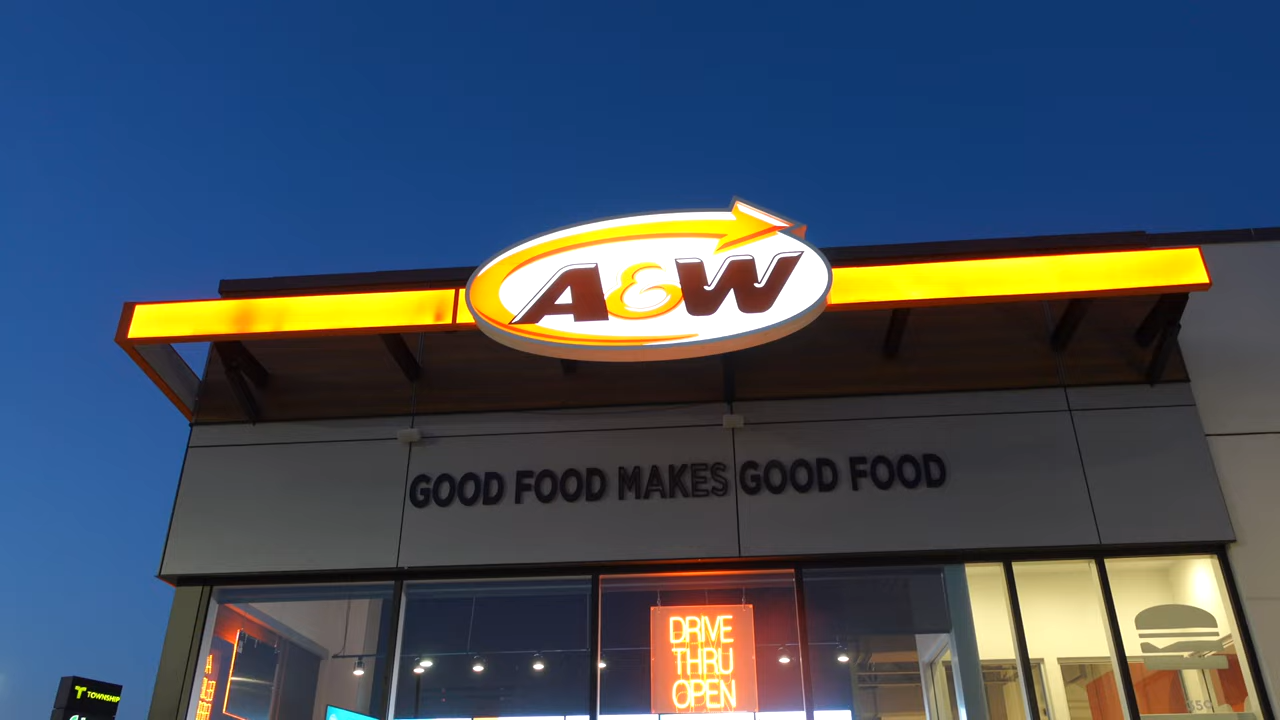 A&W
GOOD FOOD MAKES GOOD FOOD
DRIVE
THRU
OPEN
TOWNSHIP